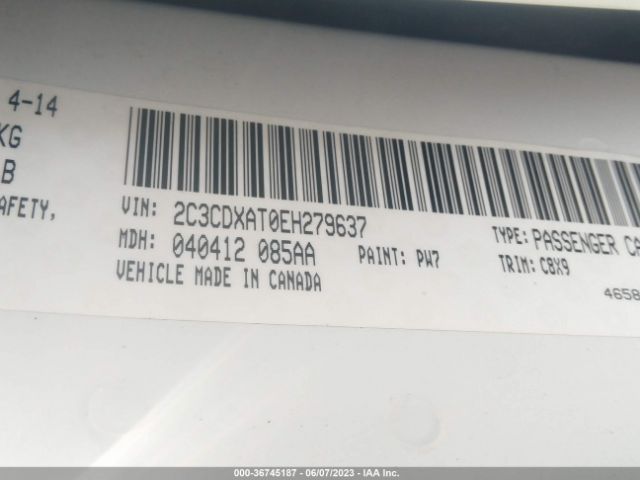 4-14
KG
B
AFETY,
VIN: 2C3CDXAT0EH279637
TYPE: PASSENGER CA
MDH: 040412 085AA
PAINT: PW7
TRIM: CBX9
VEHICLE MADE IN CANADA
4658
000-36745187 - 06/07/2023 - IAA Inc.